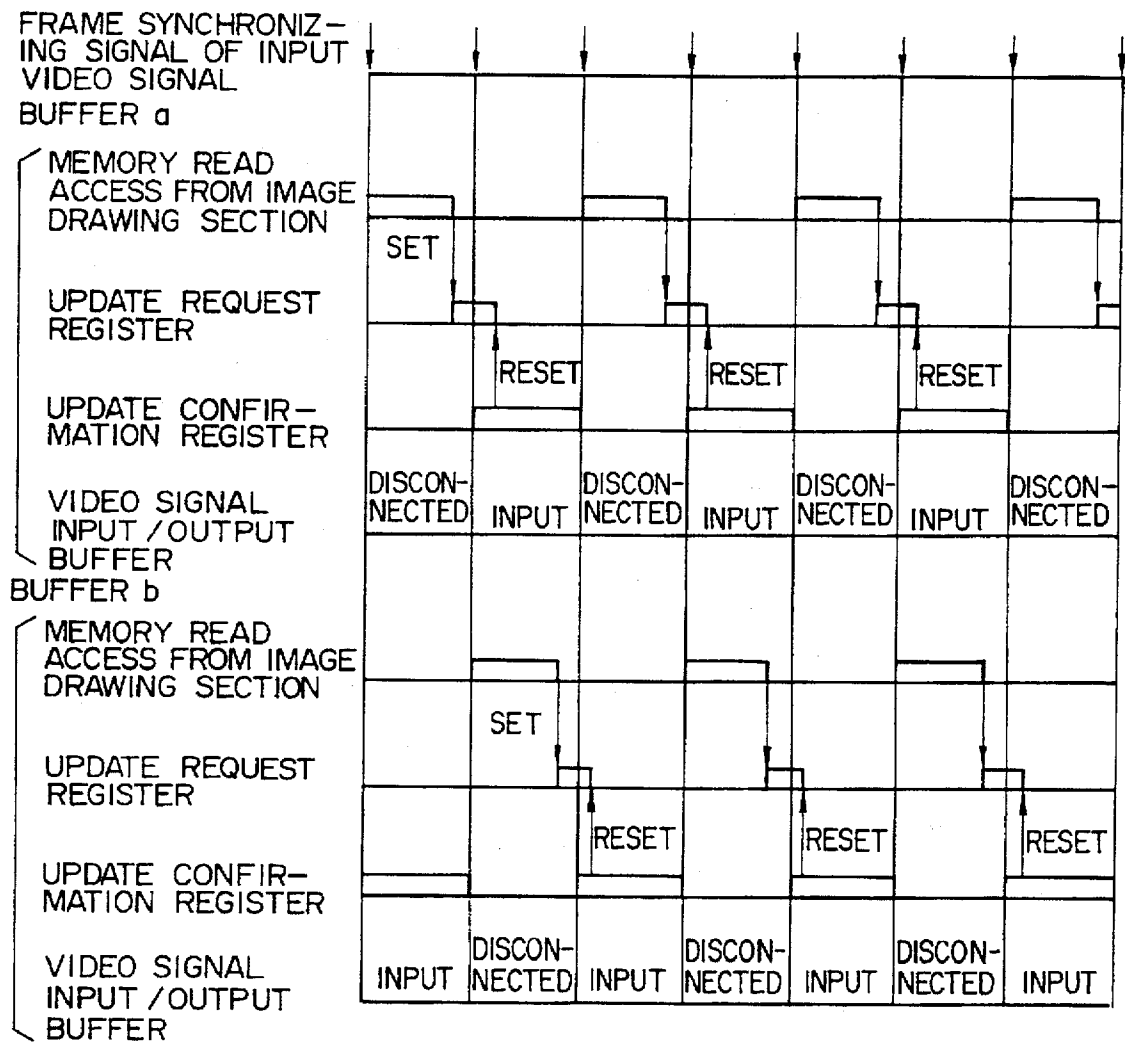 FRAME SYNCHRONIZ-
ING SIGNAL OF INPUT
VIDEO SIGNAL
BUFFER a
MEMORY READ
ACCESS FROM IMAGE
DRAWING SECTION
SET
UPDATE REQUEST
REGISTER
RESET RESET RESET
UPDATE CONFIR-
MATION REGISTER
DISCON- DISCON- DISCON- DISCON-
NECTED INPUT NECTED INPUT NECTED INPUT NECTED
VIDEO SIGNAL
INPUT / OUTPUT
BUFFER
BUFFER b
MEMORY READ
ACCESS FROM IMAGE
DRAWING SECTION
SET
UPDATE REQUEST
REGISTER
RESET RESET RESET
UPDATE CONFIR-
MATION REGISTER
DISCON- DISCON- DISCON-
INPUT NECTED INPUT NECTED INPUT NECTED INPUT
VIDEO SIGNAL
INPUT / OUTPUT
BUFFER